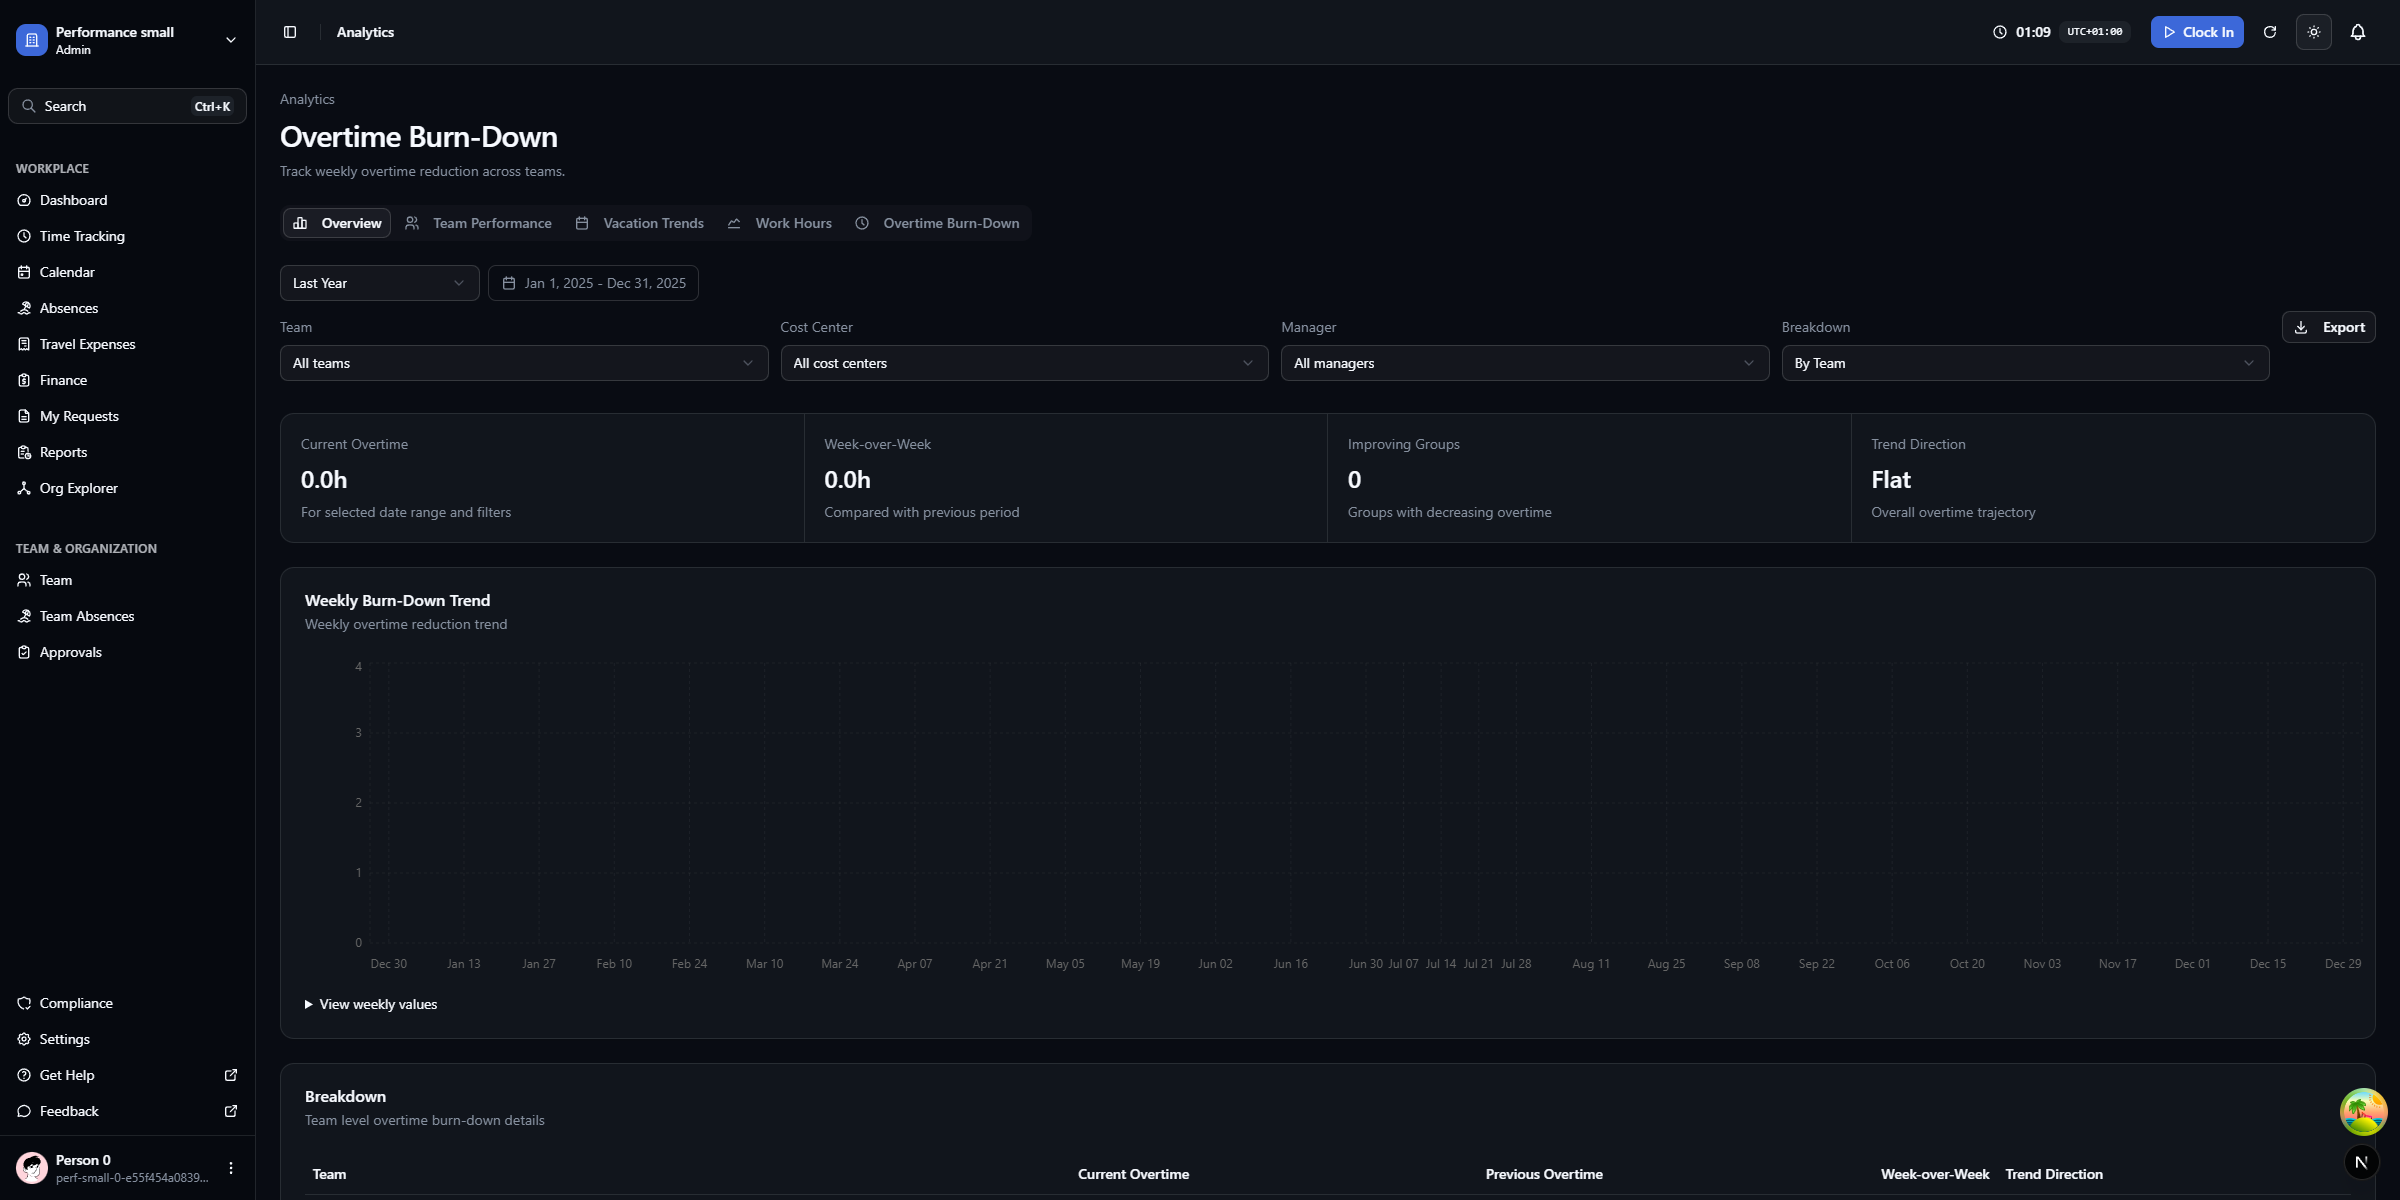 Performance small
Admin
Search
Ctrl+K
WORKPLACE
Dashboard
Time Tracking
Calendar
Absences
Travel Expenses
Finance
My Requests
Reports
Org Explorer
TEAM & ORGANIZATION
Team
Team Absences
Approvals
Compliance
Settings
Get Help
Feedback
Person 0
perf-small-0-e55f454a0839...
Analytics
01:09
UTC+01:00
Clock In
Analytics
Overtime Burn-Down
Track weekly overtime reduction across teams.
Overview
Team Performance
Vacation Trends
Work Hours
Overtime Burn-Down
Last Year
Jan 1, 2025 - Dec 31, 2025
Team
Cost Center
Manager
Breakdown
Export
All teams
All cost centers
All managers
By Team
Current Overtime
0.0h
For selected date range and filters
Week-over-Week
0.0h
Compared with previous period
Improving Groups
0
Groups with decreasing overtime
Trend Direction
Flat
Overall overtime trajectory
Weekly Burn-Down Trend
Weekly overtime reduction trend
4
3
2
1
0
Dec 30 Jan 13 Jan 27 Feb 10 Feb 24 Mar 10 Mar 24 Apr 07 Apr 21 May 05 May 19 Jun 02 Jun 16 Jun 30 Jul 07 Jul 14 Jul 21 Jul 28 Aug 11 Aug 25 Sep 08 Sep 22 Oct 06 Oct 20 Nov 03 Nov 17 Dec 01 Dec 15 Dec 29
View weekly values
Breakdown
Team level overtime burn-down details
Team Current Overtime Previous Overtime Week-over-Week Trend Direction
N